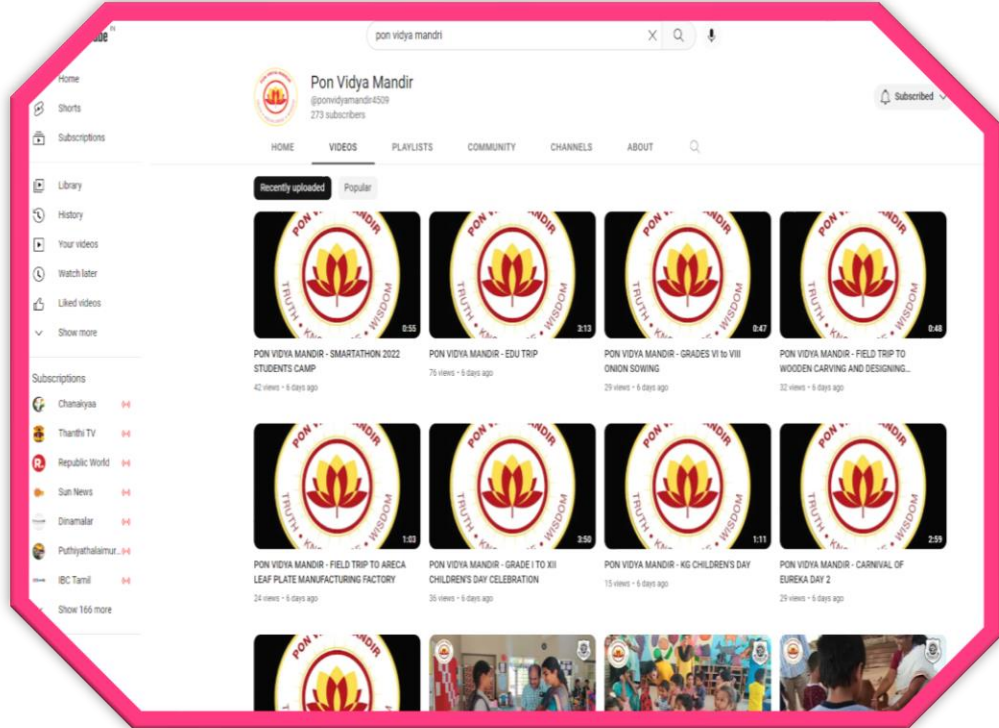 pon vidya mandri
Home
Shorts
Subscriptions
Library
History
Your videos
Watch later
Liked videos
Show more
Subscriptions
Chanakyaa
Thanthi TV
Republic World
Sun News
Dinamalar
Puthiyathalaimur...
IBC Tamil
Show 166 more
Pon Vidya Mandir
@ponvidyamandir4509
273 subscribers
Subscribed
HOME VIDEOS PLAYLISTS COMMUNITY CHANNELS ABOUT
Recently uploaded Popular
0:55
PON VIDYA MANDIR - SMARTATHON 2022
STUDENTS CAMP
42 views • 6 days ago
3:13
PON VIDYA MANDIR - EDU TRIP
76 views • 6 days ago
0:47
PON VIDYA MANDIR - GRADES VI to VIII
ONION SOWING
29 views • 6 days ago
0:48
PON VIDYA MANDIR - FIELD TRIP TO
WOODEN CARVING AND DESIGNING...
32 views • 6 days ago
1:03
PON VIDYA MANDIR - FIELD TRIP TO ARECA
LEAF PLATE MANUFACTURING FACTORY
24 views • 6 days ago
3:50
PON VIDYA MANDIR - GRADE I TO XII
CHILDREN'S DAY CELEBRATION
36 views • 6 days ago
1:11
PON VIDYA MANDIR - KG CHILDREN'S DAY
15 views • 6 days ago
2:59
PON VIDYA MANDIR - CARNIVAL OF
EUREKA DAY 2
29 views • 6 days ago